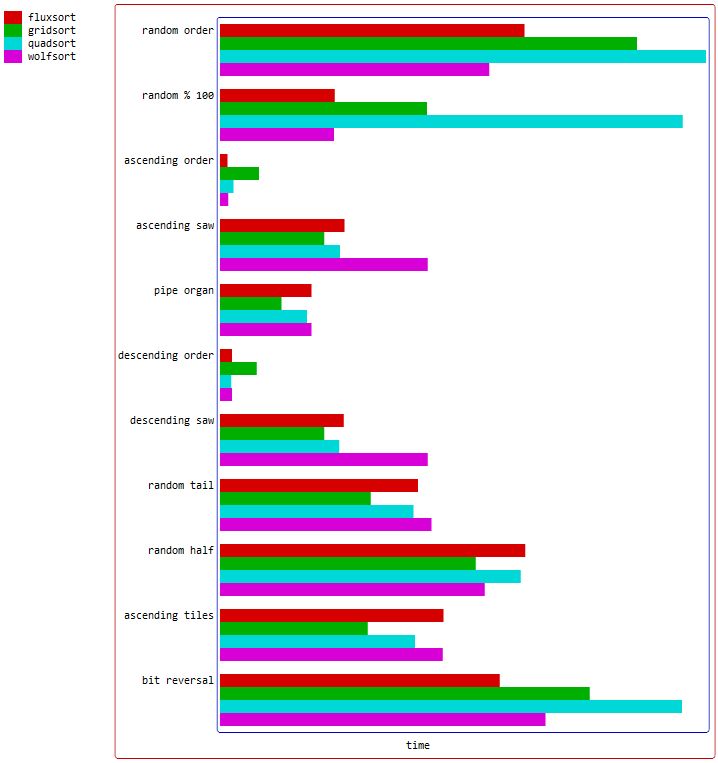 fluxsort
gridsort
quadsort
wolfsort
random order
random % 100
ascending order
ascending saw
pipe organ
descending order
descending saw
random tail
random half
ascending tiles
bit reversal
time